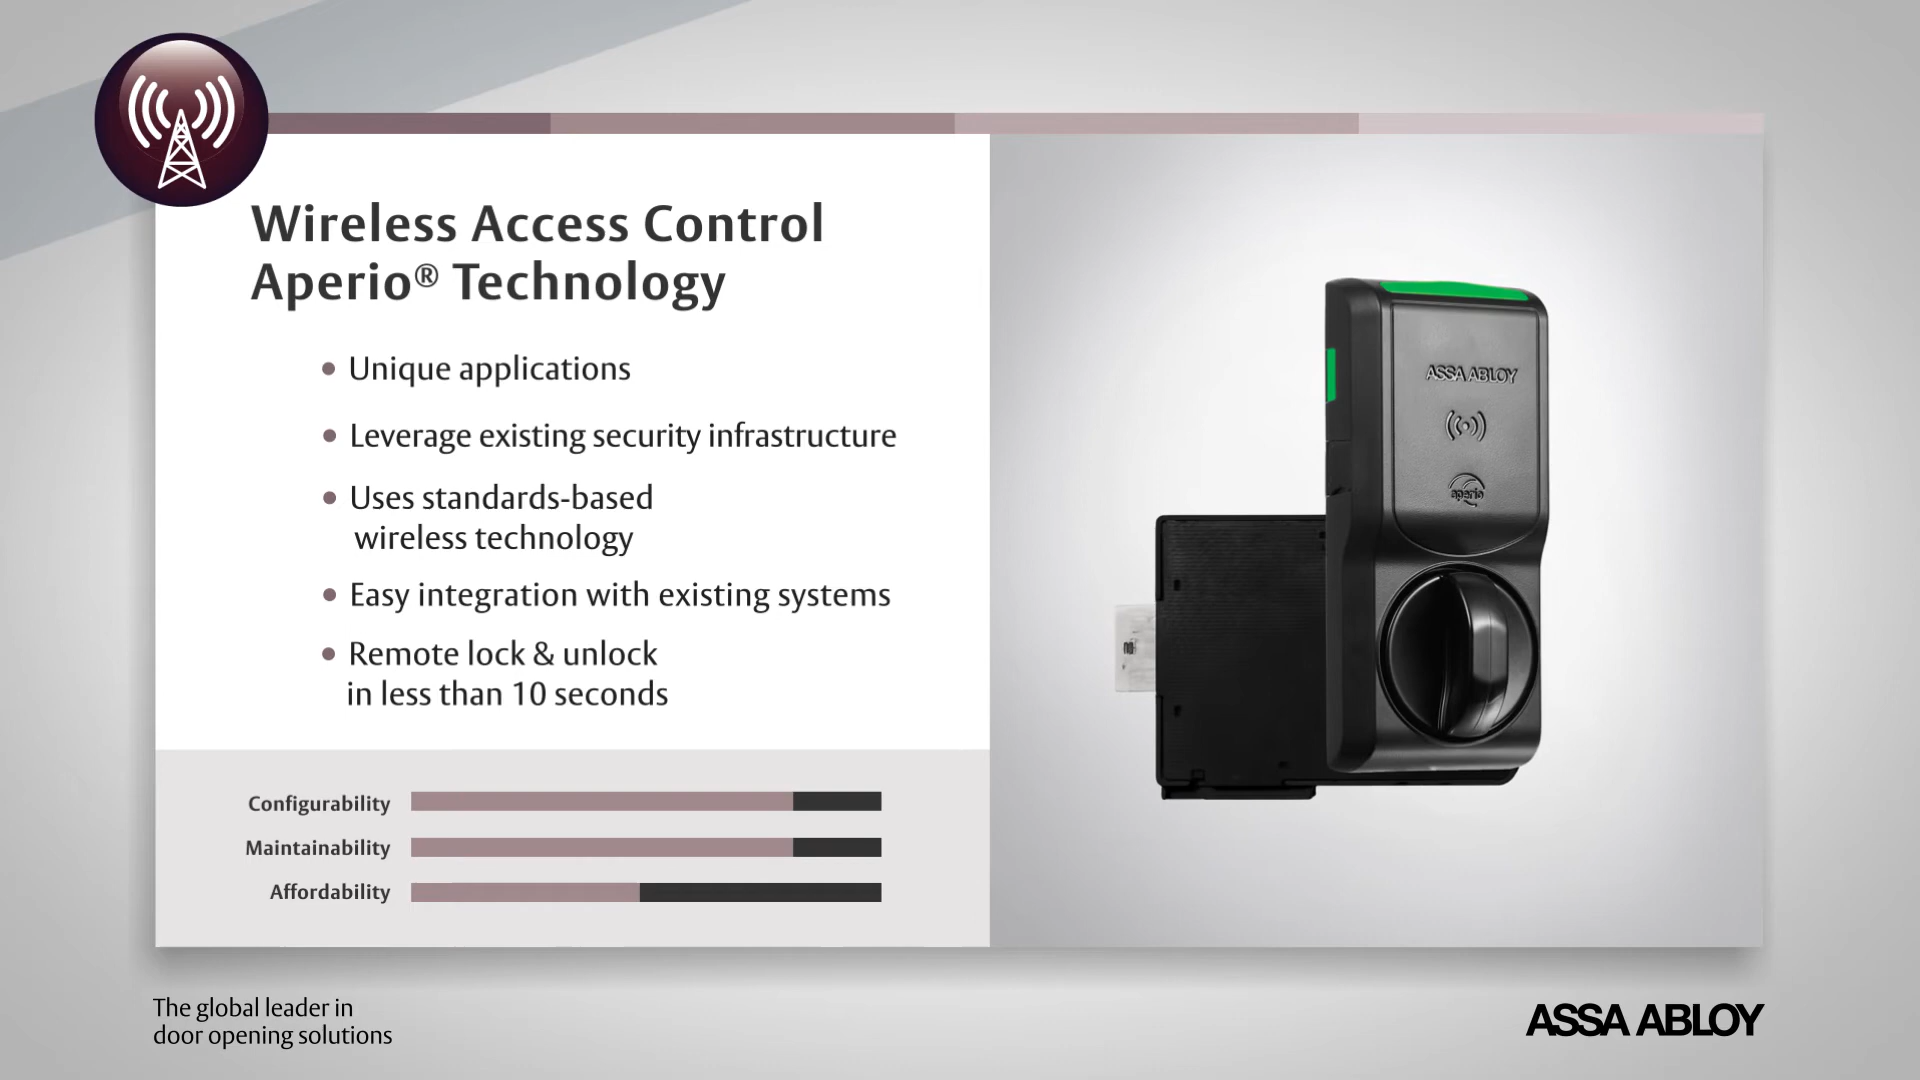 Wireless Access Control
Aperio® Technology
• Unique applications
• Leverage existing security infrastructure
• Uses standards-based
wireless technology
• Easy integration with existing systems
• Remote lock & unlock
in less than 10 seconds
Configurability
Maintainability
Affordability
ASSA ABLOY
aperio
The global leader in
door opening solutions
ASSA ABLOY